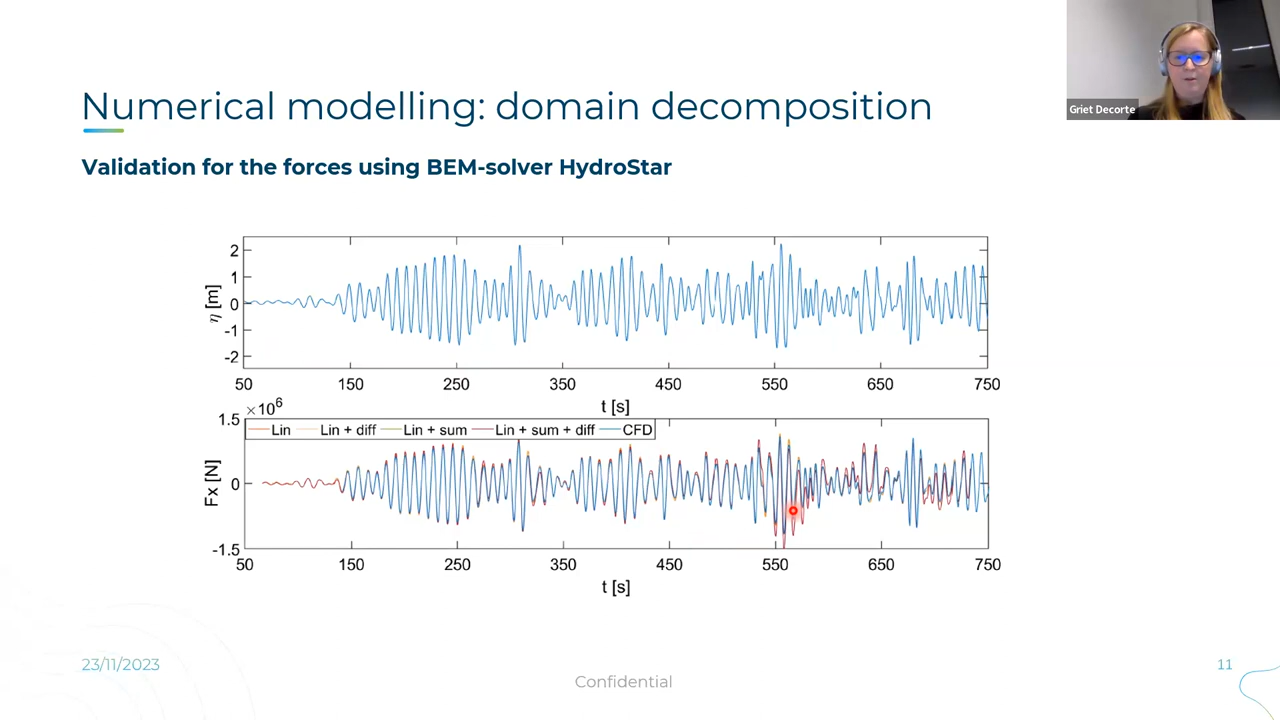 Griet Decorte
Numerical modelling: domain decomposition
Validation for the forces using BEM-solver HydroStar
2
1
0
-1
-2
η [m]
50 150 250 350 450 550 650 750
t [s]
×10⁶
1.5
0
-1.5
Fx [N]
Lin Lin + diff Lin + sum Lin + sum + diff CFD
50 150 250 350 450 550 650 750
t [s]
23/11/2023
Confidential
11